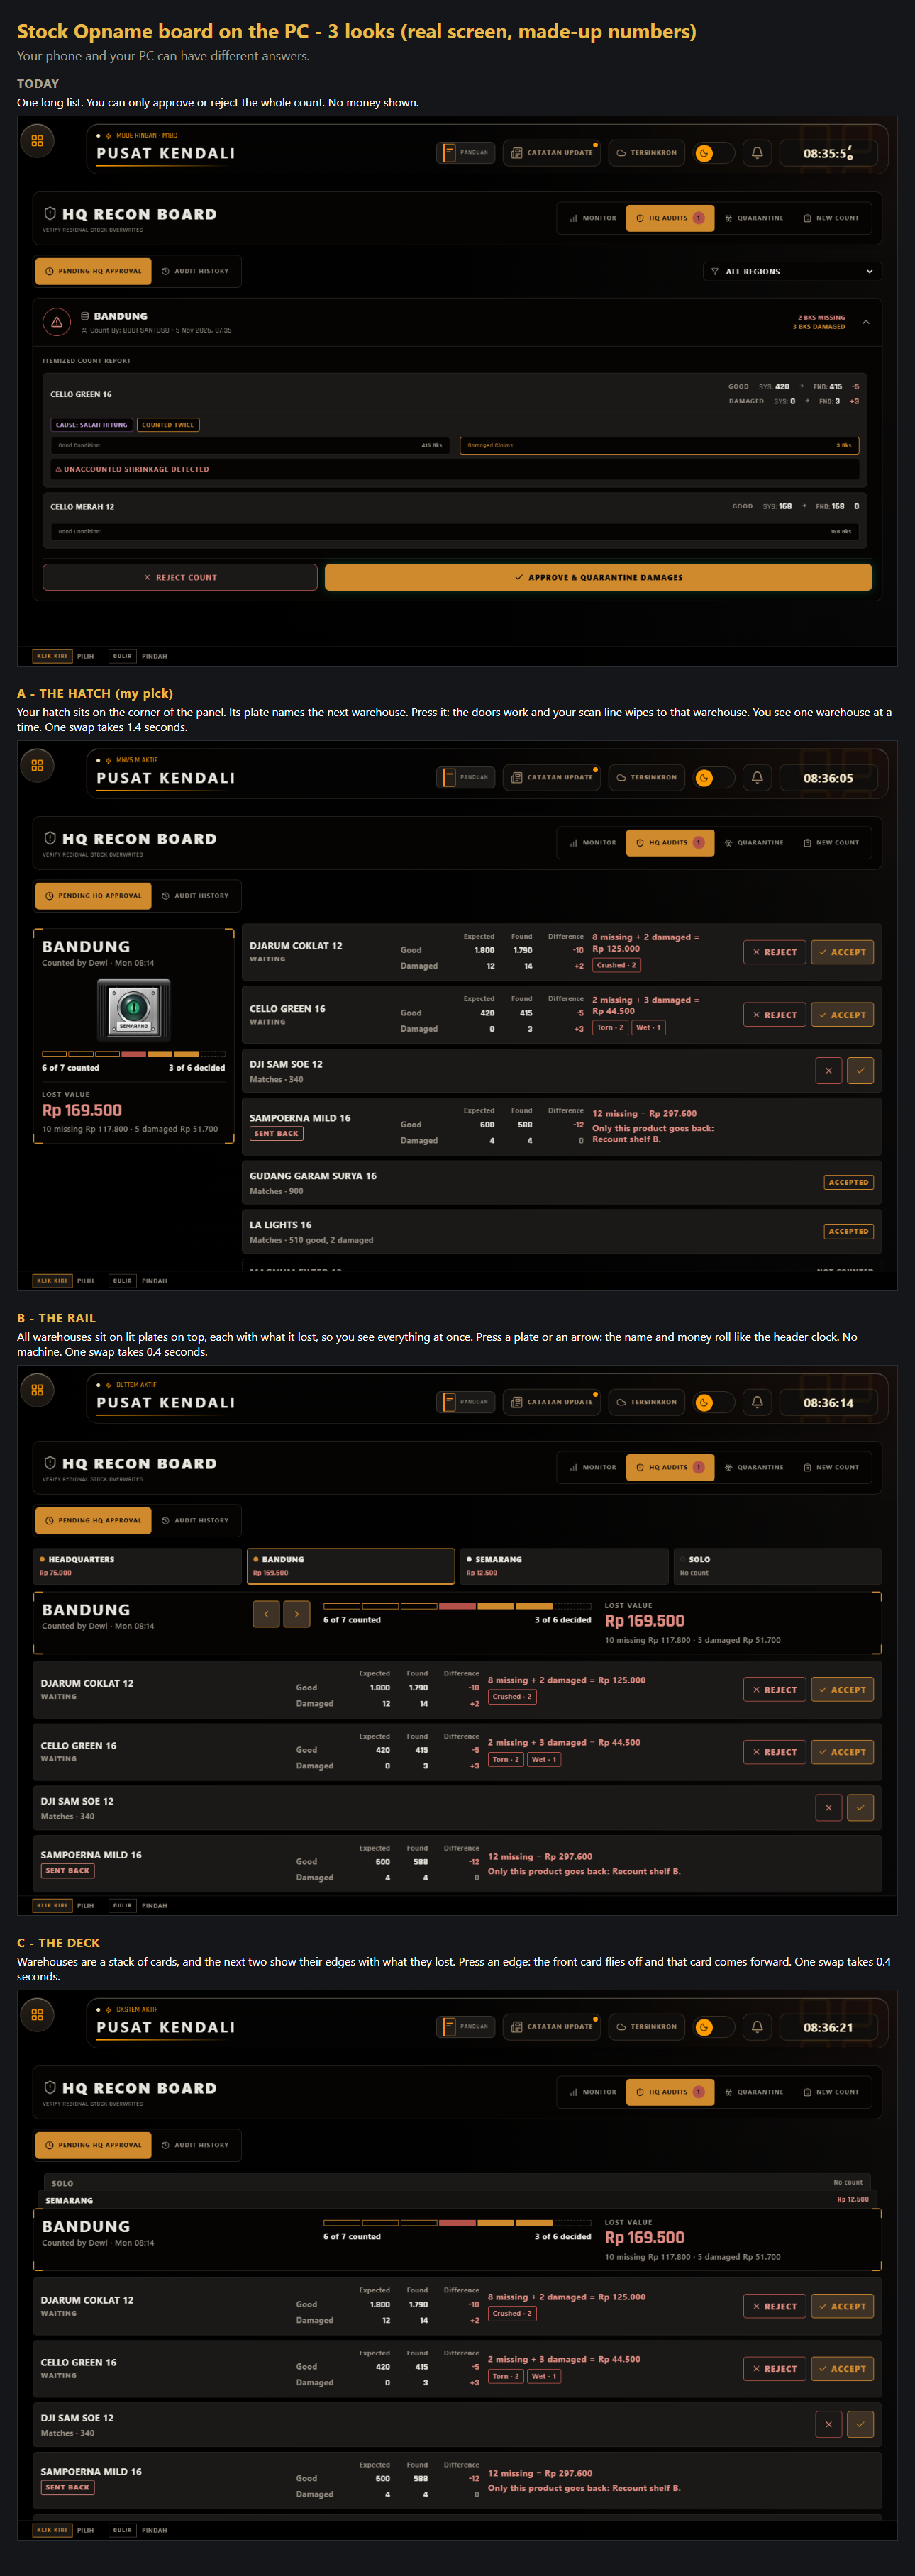 Stock Opname board on the PC - 3 looks (real screen, made-up numbers)
Your phone and your PC can have different answers.
TODAY
One long list. You can only approve or reject the whole count. No money shown.
MODE RINGAN · M1BC
PUSAT KENDALI
PANDUAN
CATATAN UPDATE
TERSINKRON
HQ RECON BOARD
VERIFY REGIONAL STOCK OVERWRITES
MONITOR
HQ AUDITS 1
QUARANTINE
NEW COUNT
PENDING HQ APPROVAL
AUDIT HISTORY
ALL REGIONS
BANDUNG
Count By: BUDI SANTOSO · 5 Nov 2026, 07.35
2 BKS MISSING
3 BKS DAMAGED
ITEMIZED COUNT REPORT
CELLO GREEN 16
GOOD SYS: 420 FND: 415 -5
DAMAGED SYS: 0 FND: 3 +3
CAUSE: SALAH HITUNG
COUNTED TWICE
Good Condition: 415 Bks
Damaged Claims: 3 Bks
UNACCOUNTED SHRINKAGE DETECTED
CELLO MERAH 12
GOOD SYS: 168 FND: 168 0
Good Condition: 168 Bks
REJECT COUNT
APPROVE & QUARANTINE DAMAGES
KLIK KIRI PILIH BULIR PINDAH
A - THE HATCH (my pick)
Your hatch sits on the corner of the panel. Its plate names the next warehouse. Press it: the doors work and your scan line wipes to that warehouse. You see one warehouse at a
time. One swap takes 1.4 seconds.
MNVS M AKTIF
PUSAT KENDALI
PANDUAN
CATATAN UPDATE
TERSINKRON
08:36:05
HQ RECON BOARD
VERIFY REGIONAL STOCK OVERWRITES
MONITOR
HQ AUDITS 1
QUARANTINE
NEW COUNT
PENDING HQ APPROVAL
AUDIT HISTORY
BANDUNG
Counted by Dewi · Mon 08:14
SEMARANG
6 of 7 counted 3 of 6 decided
LOST VALUE
Rp 169.500
10 missing Rp 117.800 · 5 damaged Rp 51.700
DJARUM COKLAT 12
WAITING
Expected Found Difference
Good 1.800 1.790 -10
Damaged 12 14 +2
8 missing + 2 damaged =
Rp 125.000
Crushed · 2
REJECT
ACCEPT
CELLO GREEN 16
WAITING
Expected Found Difference
Good 420 415 -5
Damaged 0 3 +3
2 missing + 3 damaged =
Rp 44.500
Torn · 2 Wet · 1
REJECT
ACCEPT
DJI SAM SOE 12
Matches · 340
SAMPOERNA MILD 16
SENT BACK
Expected Found Difference
Good 600 588 -12
Damaged 4 4 0
12 missing = Rp 297.600
Only this product goes back:
Recount shelf B.
GUDANG GARAM SURYA 16
Matches · 900
ACCEPTED
LA LIGHTS 16
Matches · 510 good, 2 damaged
ACCEPTED
KLIK KIRI PILIH BULIR PINDAH
B - THE RAIL
All warehouses sit on lit plates on top, each with what it lost, so you see everything at once. Press a plate or an arrow: the name and money roll like the header clock. No
machine. One swap takes 0.4 seconds.
DLTTEM AKTIF
PUSAT KENDALI
PANDUAN
CATATAN UPDATE
TERSINKRON
08:36:14
HQ RECON BOARD
VERIFY REGIONAL STOCK OVERWRITES
MONITOR
HQ AUDITS 1
QUARANTINE
NEW COUNT
PENDING HQ APPROVAL
AUDIT HISTORY
HEADQUARTERS
Rp 75.000
BANDUNG
Rp 169.500
SEMARANG
Rp 12.500
SOLO
No count
BANDUNG
Counted by Dewi · Mon 08:14
6 of 7 counted 3 of 6 decided
LOST VALUE
Rp 169.500
10 missing Rp 117.800 · 5 damaged Rp 51.700
DJARUM COKLAT 12
WAITING
Expected Found Difference
Good 1.800 1.790 -10
Damaged 12 14 +2
8 missing + 2 damaged = Rp 125.000
Crushed · 2
REJECT
ACCEPT
CELLO GREEN 16
WAITING
Expected Found Difference
Good 420 415 -5
Damaged 0 3 +3
2 missing + 3 damaged = Rp 44.500
Torn · 2 Wet · 1
REJECT
ACCEPT
DJI SAM SOE 12
Matches · 340
SAMPOERNA MILD 16
SENT BACK
Expected Found Difference
Good 600 588 -12
Damaged 4 4 0
12 missing = Rp 297.600
Only this product goes back: Recount shelf B.
KLIK KIRI PILIH BULIR PINDAH
C - THE DECK
Warehouses are a stack of cards, and the next two show their edges with what they lost. Press an edge: the front card flies off and that card comes forward. One swap takes 0.4
seconds.
CKSTEM AKTIF
PUSAT KENDALI
PANDUAN
CATATAN UPDATE
TERSINKRON
08:36:21
HQ RECON BOARD
VERIFY REGIONAL STOCK OVERWRITES
MONITOR
HQ AUDITS 1
QUARANTINE
NEW COUNT
PENDING HQ APPROVAL
AUDIT HISTORY
SOLO No count
SEMARANG Rp 12.500
BANDUNG
Counted by Dewi · Mon 08:14
6 of 7 counted 3 of 6 decided
LOST VALUE
Rp 169.500
10 missing Rp 117.800 · 5 damaged Rp 51.700
DJARUM COKLAT 12
WAITING
Expected Found Difference
Good 1.800 1.790 -10
Damaged 12 14 +2
8 missing + 2 damaged = Rp 125.000
Crushed · 2
REJECT
ACCEPT
CELLO GREEN 16
WAITING
Expected Found Difference
Good 420 415 -5
Damaged 0 3 +3
2 missing + 3 damaged = Rp 44.500
Torn · 2 Wet · 1
REJECT
ACCEPT
DJI SAM SOE 12
Matches · 340
SAMPOERNA MILD 16
SENT BACK
Expected Found Difference
Good 600 588 -12
Damaged 4 4 0
12 missing = Rp 297.600
Only this product goes back: Recount shelf B.
KLIK KIRI PILIH BULIR PINDAH